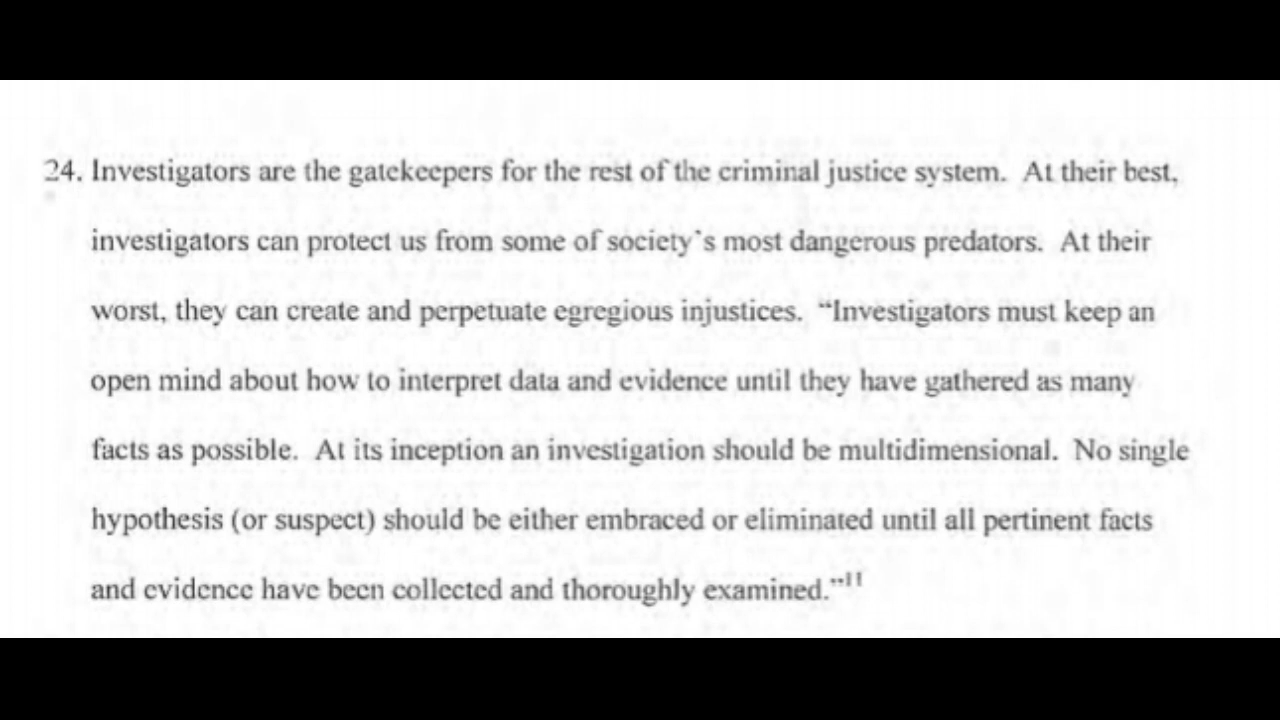 24. Investigators are the gatekeepers for the rest of the criminal justice system.  At their best,
investigators can protect us from some of society's most dangerous predators.  At their
worst, they can create and perpetuate egregious injustices.  "Investigators must keep an
open mind about how to interpret data and evidence until they have gathered as many
facts as possible.  At its inception an investigation should be multidimensional.  No single
hypothesis (or suspect) should be either embraced or eliminated until all pertinent facts
and evidence have been collected and thoroughly examined."11